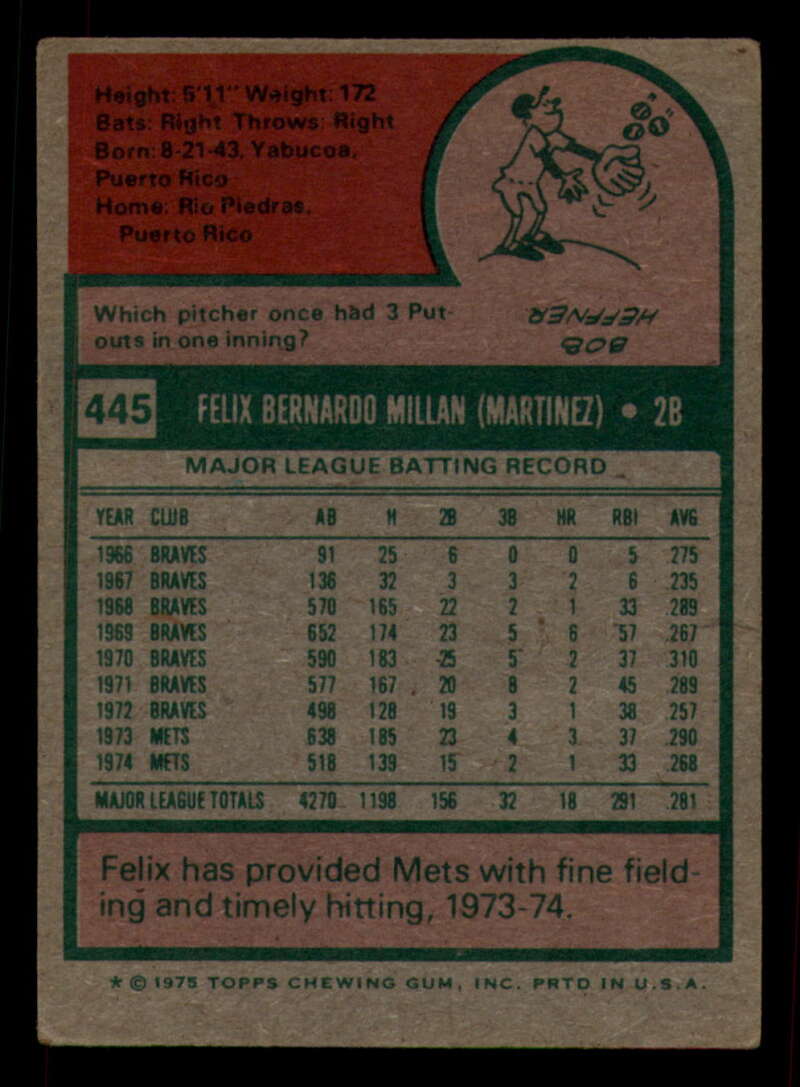 Height: 5'11" Weight: 172
Bats: Right Throws: Right
Born: 8-21-43, Yabucoa,
Puerto Rico
Home: Rio Piedras,
Puerto Rico
Which pitcher once had 3 Put-
outs in one inning?
BOB
HEFFNER
445 FELIX BERNARDO MILLAN (MARTINEZ) • 2B
MAJOR LEAGUE BATTING RECORD
YEAR CLUB AB H 2B 3B HR RBI AVG
1966 BRAVES 91 25 6 0 0 5 .275
1967 BRAVES 136 32 3 3 2 6 .235
1968 BRAVES 570 165 22 2 1 33 .289
1969 BRAVES 652 174 23 5 6 57 .267
1970 BRAVES 590 183 25 5 2 37 .310
1971 BRAVES 577 167 20 8 2 45 .289
1972 BRAVES 498 128 19 3 1 38 .257
1973 METS 638 185 23 4 3 37 .290
1974 METS 518 139 15 2 1 33 .268
MAJOR LEAGUE TOTALS 4270 1198 156 32 18 291 .281
Felix has provided Mets with fine field-
ing and timely hitting, 1973-74.
* © 1975 TOPPS CHEWING GUM, INC. PRTD IN U.S.A.